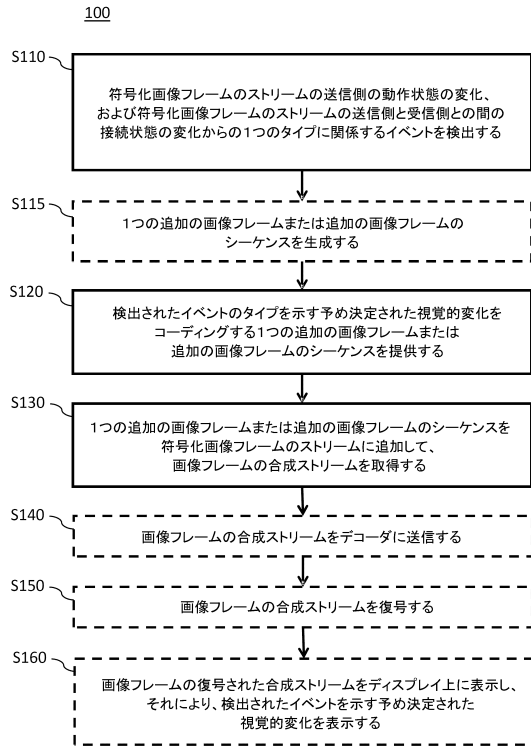 100
S110
符号化画像フレームのストリームの送信側の動作状態の変化、
および符号化画像フレームのストリームの送信側と受信側との間の
接続状態の変化からの1つのタイプに関係するイベントを検出する
S115
1つの追加の画像フレームまたは追加の画像フレームの
シーケンスを生成する
S120
検出されたイベントのタイプを示す予め決定された視覚的変化を
コーディングする1つの追加の画像フレームまたは
追加の画像フレームのシーケンスを提供する
S130
1つの追加の画像フレームまたは追加の画像フレームのシーケンスを
符号化画像フレームのストリームに追加して、
画像フレームの合成ストリームを取得する
S140
画像フレームの合成ストリームをデコーダに送信する
S150
画像フレームの合成ストリームを復号する
S160
画像フレームの復号された合成ストリームをディスプレイ上に表示し、
それにより、検出されたイベントを示す予め決定された
視覚的変化を表示する